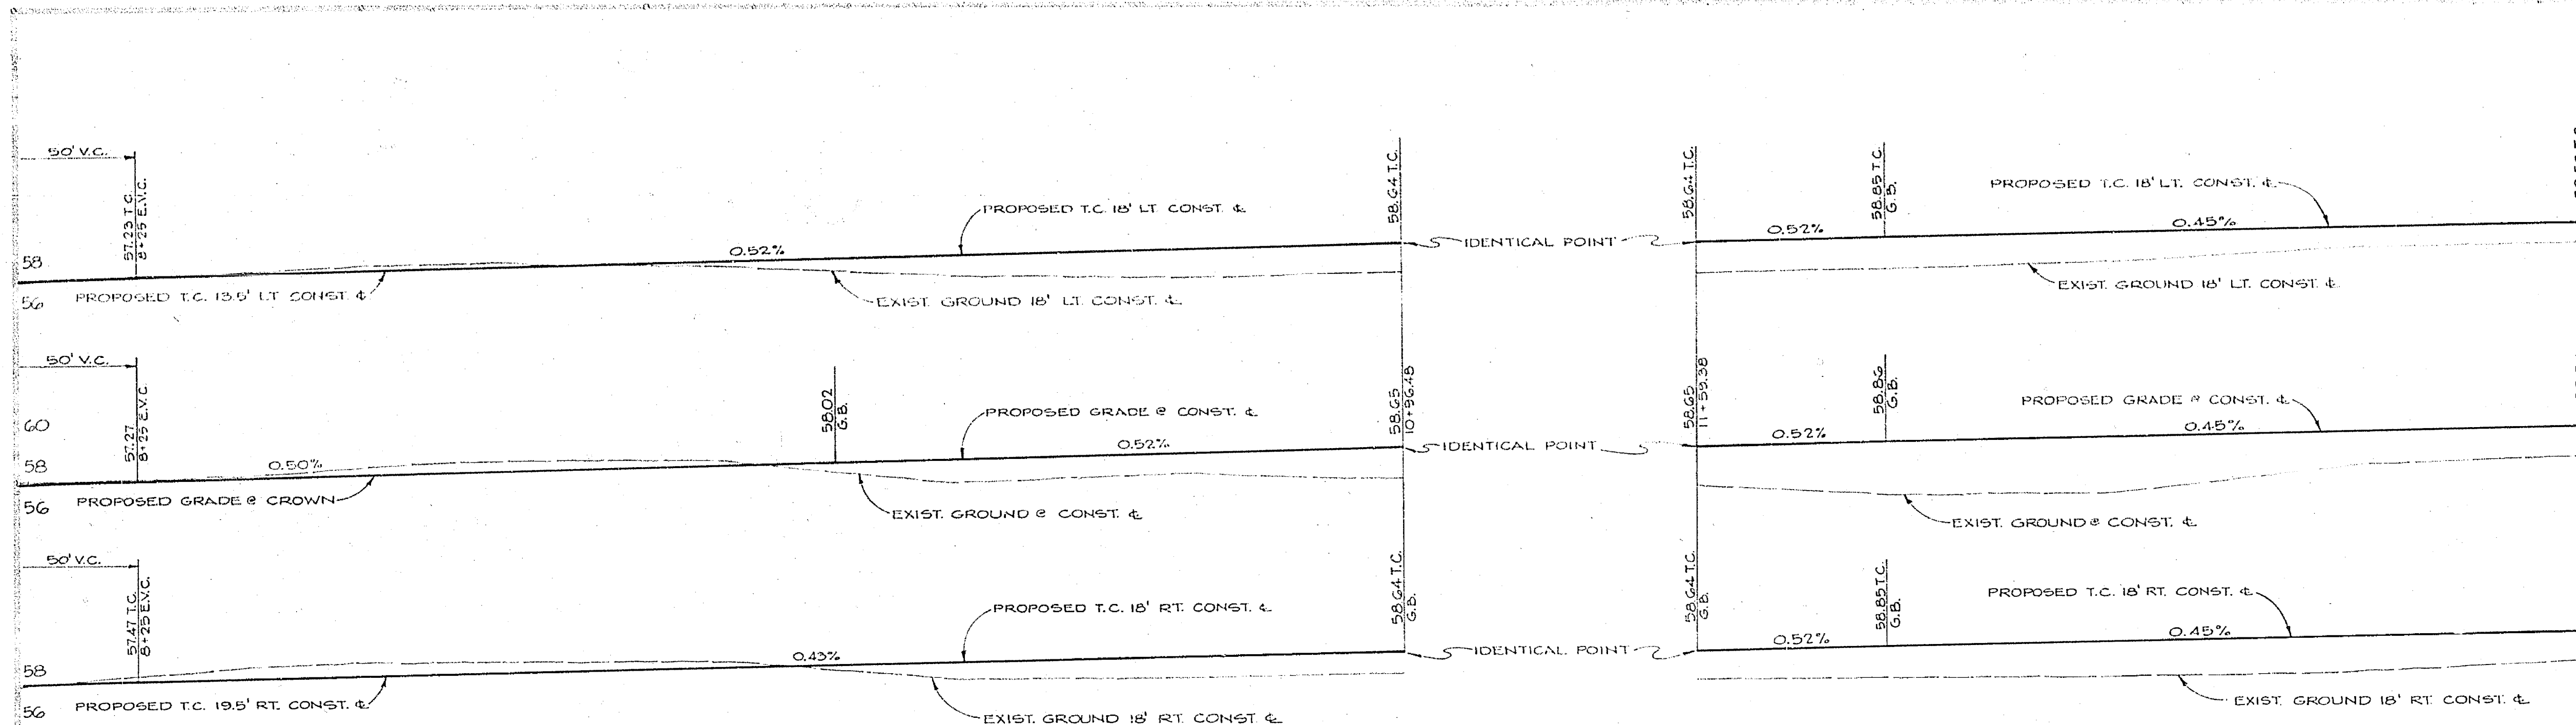 50' V.C.
57.23 T.C.
8+25 E.V.C.
58
56
PROPOSED T.C. 13.5' LT. CONST. ℄
0.52%
PROPOSED T.C. 18' LT. CONST. ℄
EXIST. GROUND 18' LT. CONST. ℄
58.64 T.C.
IDENTICAL POINT
58.64 T.C.
0.52%
58.85 T.C.
G.B.
PROPOSED T.C. 18' LT. CONST. ℄
0.45%
EXIST. GROUND 18' LT. CONST. ℄
50' V.C.
57.27
8+25 E.V.C.
60
58
56
0.50%
PROPOSED GRADE @ CROWN
58.02
G.B.
PROPOSED GRADE @ CONST. ℄
0.52%
EXIST. GROUND @ CONST. ℄
58.65
10+96.48
IDENTICAL POINT
58.65
11+59.38
0.52%
58.86
G.B.
PROPOSED GRADE @ CONST. ℄
0.45%
EXIST. GROUND @ CONST. ℄
50' V.C.
57.47 T.C.
8+25 E.V.C.
58
56
PROPOSED T.C. 19.5' RT. CONST. ℄
0.43%
PROPOSED T.C. 18' RT. CONST. ℄
EXIST. GROUND 18' RT. CONST. ℄
58.64 T.C.
G.B.
IDENTICAL POINT
58.64 T.C.
G.B.
0.52%
58.85 T.C.
G.B.
PROPOSED T.C. 18' RT. CONST. ℄
0.45%
EXIST. GROUND 18' RT. CONST. ℄